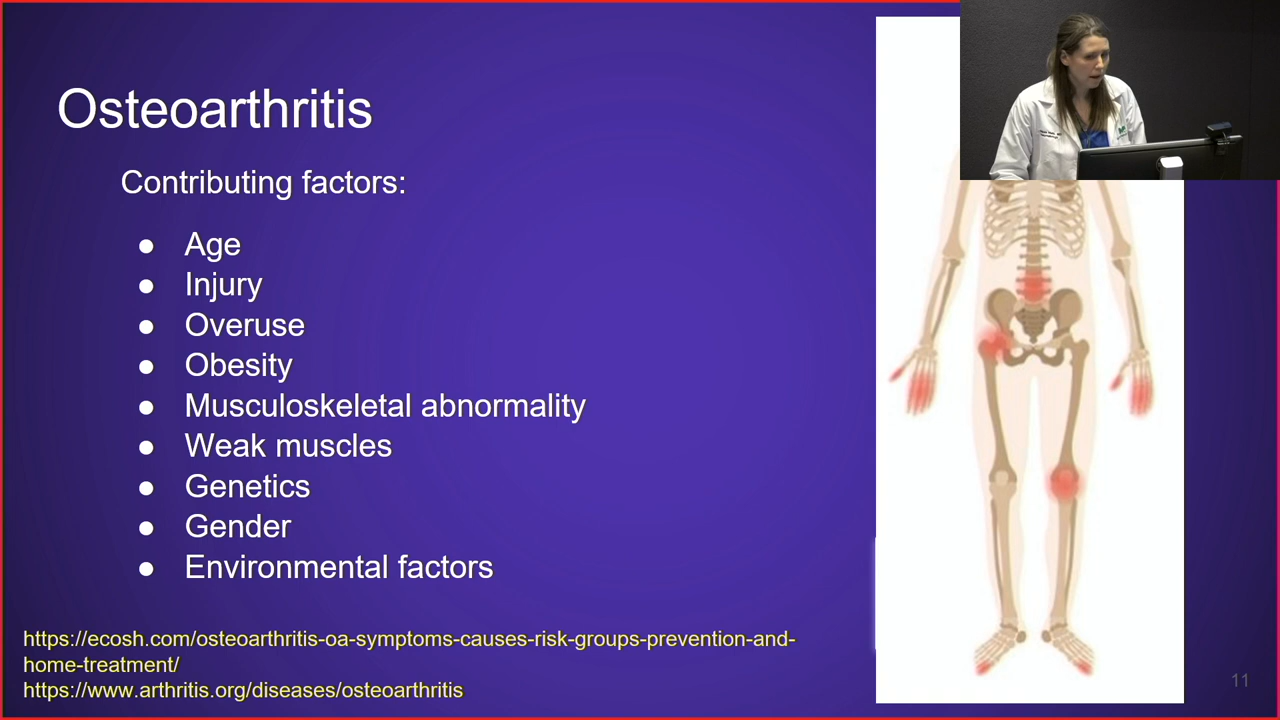 Osteoarthritis
Contributing factors:
● Age
● Injury
● Overuse
● Obesity
● Musculoskeletal abnormality
● Weak muscles
● Genetics
● Gender
● Environmental factors
https://ecosh.com/osteoarthritis-oa-symptoms-causes-risk-groups-prevention-and-
home-treatment/
https://www.arthritis.org/diseases/osteoarthritis
11